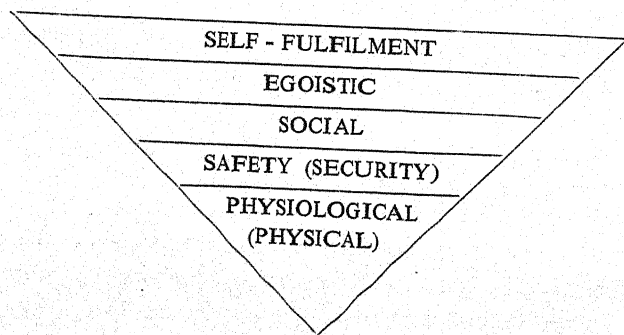 SELF - FULFILMENT
EGOISTIC
SOCIAL
SAFETY (SECURITY)
PHYSIOLOGICAL
(PHYSICAL)